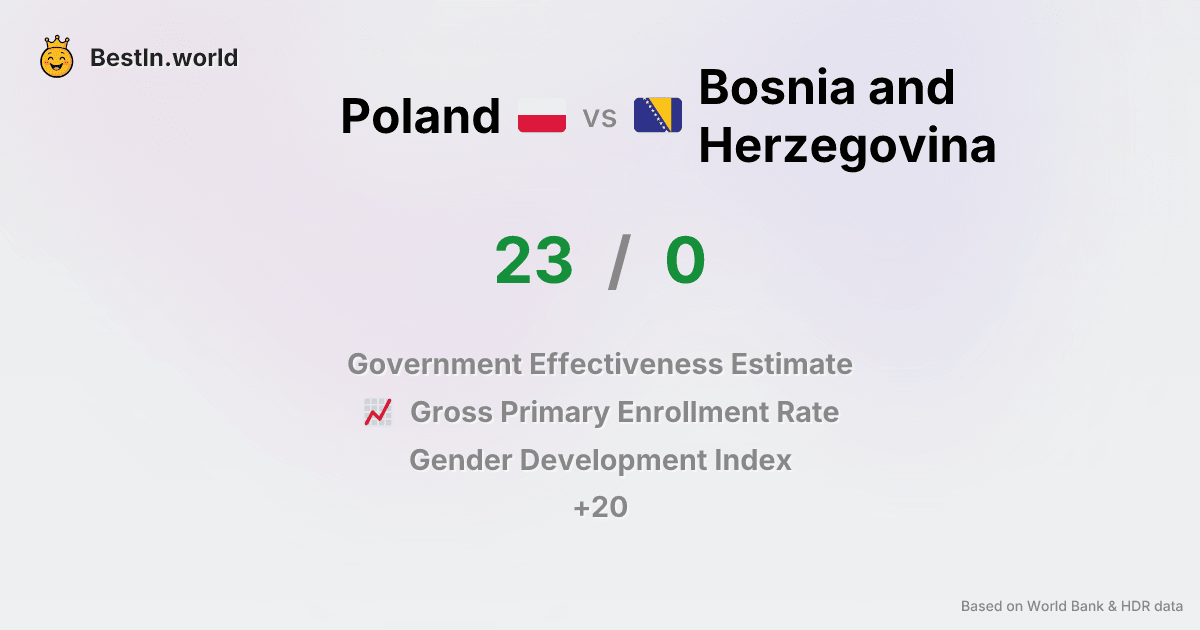 BestIn.world
Poland vs Bosnia and
Herzegovina
23 / 0
Government Effectiveness Estimate
Gross Primary Enrollment Rate
Gender Development Index
+20
Based on World Bank & HDR data